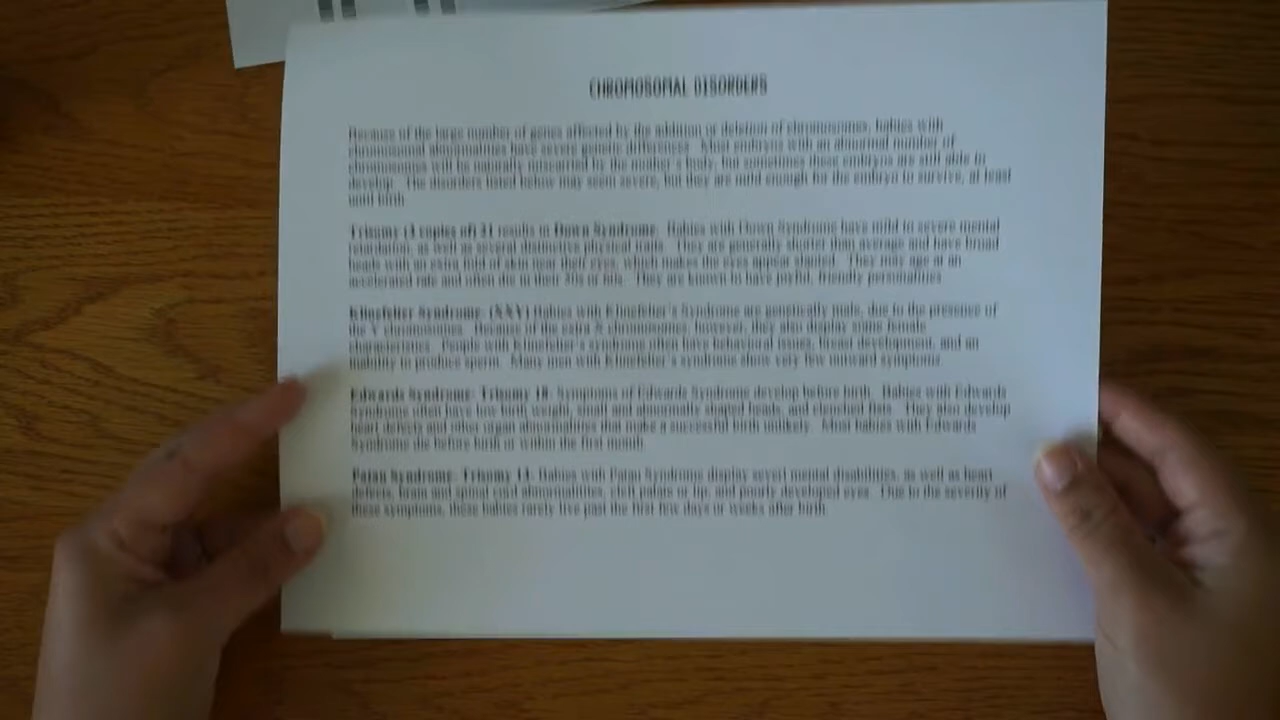 CHROMOSOMAL DISORDERS
Because of the large number of genes affected by the addition or deletion of chromosomes, babies with
chromosomal abnormalities have severe genetic differences. Most embryos with an abnormal number of
chromosomes will be naturally miscarried by the mother's body, but sometimes these embryos are still able to
develop. The disorders listed below may seem severe, but they are mild enough for the embryo to survive, at least
until birth.
Trisomy (3 copies of) 21 results in Down Syndrome. Babies with Down Syndrome have mild to severe mental
retardation, as well as several distinctive physical traits. They are generally shorter than average and have broad
heads with an extra fold of skin near their which makes the eyes appear slanted. They may age at an
accelerated rate and often die in their They are known to have friendly personalities
Klinefelter Syndrome. (XXY) Babies with Klinefelter's Syndrome are genetically male, due to the presence of
the Y chromosomes. Because of the extra X chromosomes, however, they also display some female
characteristics. People with Klinefelter's syndrome often have behavioral issues, breast development, and an
inability to produce sperm. Many men with Klinefelter's syndrome show very few outward symptoms.
Edwards Syndrome. Trisomy 18. Symptoms of Edwards Syndrome develop before birth. Babies with Edwards
Syndrome often have low birth weight, small and abnormally shaped heads, and clenched fists. They also develop
heart defects and other organ abnormalities that make a successful birth unlikely. Most babies with Edwards
Syndrome die before birth or within the first month.
Patau Syndrome. Trisomy 13. Babies with Patau Syndrome display mental disabilities, as well as heart
defects, brain and spinal cord abnormalities, cleft palate or lip, and poorly developed eyes. Due to the severity of
these symptoms, these babies rarely live past the first few days or weeks after birth.